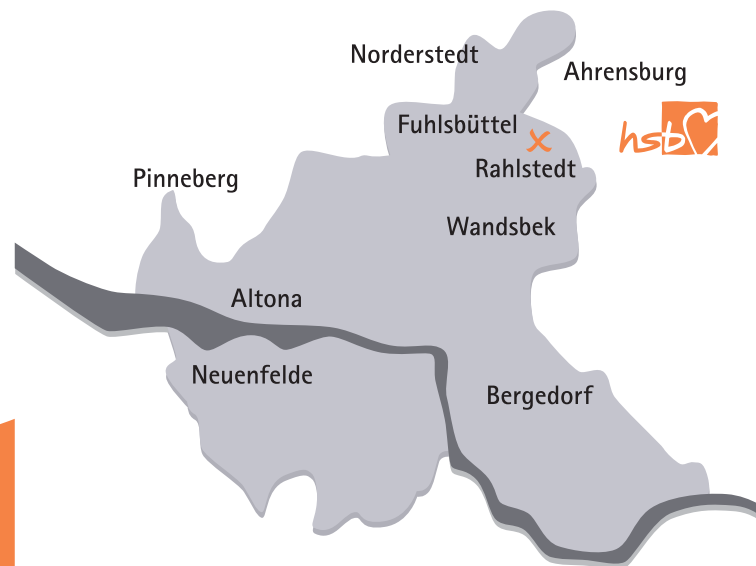 Norderstedt
Ahrensburg
Fuhlsbüttel
hsb
Rahlstedt
Pinneberg
Wandsbek
Altona
Neuenfelde
Bergedorf